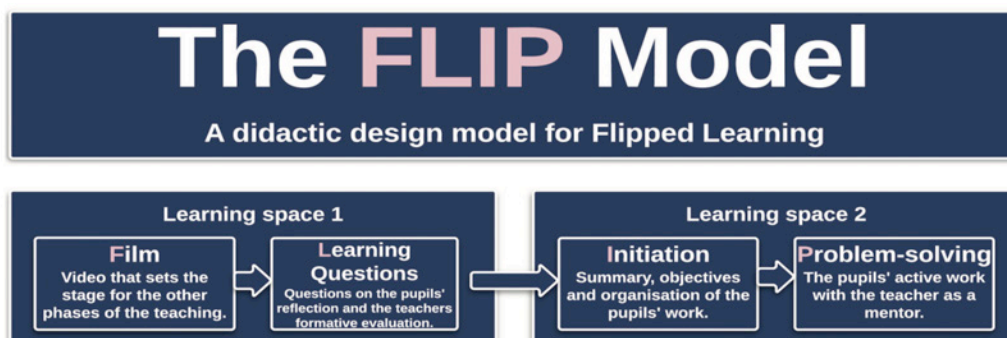 The FLIP Model
A didactic design model for Flipped Learning
Learning space 1
Film
Video that sets the
stage for the other
phases of the teaching.
Learning
Questions
Questions on the pupils'
reflection and the teachers
formative evaluation.
Learning space 2
Initiation
Summary, objectives
and organisation of the
pupils' work.
Problem-solving
The pupils' active work
with the teacher as a
mentor.